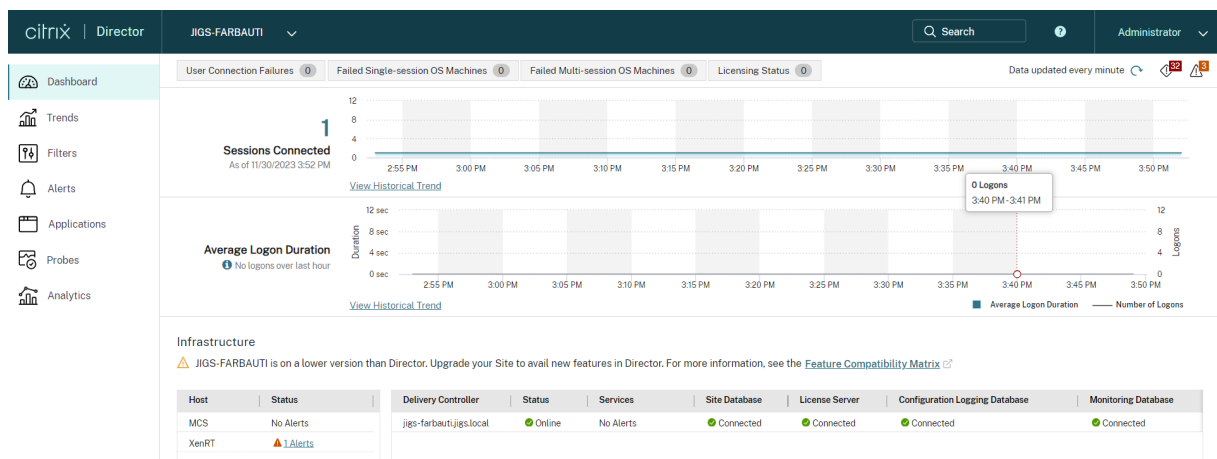 citrix | Director
JIGS-FARBAUTI
Search
Administrator
Dashboard
Trends
Filters
Alerts
Applications
Probes
Analytics
User Connection Failures 0
Failed Single-session OS Machines 0
Failed Multi-session OS Machines 0
Licensing Status 0
Data updated every minute
32
3
1
Sessions Connected
As of 11/30/2023 3:52 PM
12
8
4
0
2:55 PM 3:00 PM 3:05 PM 3:10 PM 3:15 PM 3:20 PM 3:25 PM 3:30 PM 3:35 PM 3:40 PM 3:45 PM 3:50 PM
View Historical Trend
0 Logons
3:40 PM-3:41 PM
Average Logon Duration
No logons over last hour
Duration
12 sec
8 sec
4 sec
0 sec
12
8
4
0
Logons
2:55 PM 3:00 PM 3:05 PM 3:10 PM 3:15 PM 3:20 PM 3:25 PM 3:30 PM 3:35 PM 3:40 PM 3:45 PM 3:50 PM
View Historical Trend
Average Logon Duration
Number of Logons
Infrastructure
JIGS-FARBAUTI is on a lower version than Director. Upgrade your Site to avail new features in Director. For more information, see the Feature Compatibility Matrix
Host Status
MCS No Alerts
XenRT 1 Alerts
Delivery Controller Status Services Site Database License Server Configuration Logging Database Monitoring Database
jigs-farbauti.jigs.local Online No Alerts Connected Connected Connected Connected